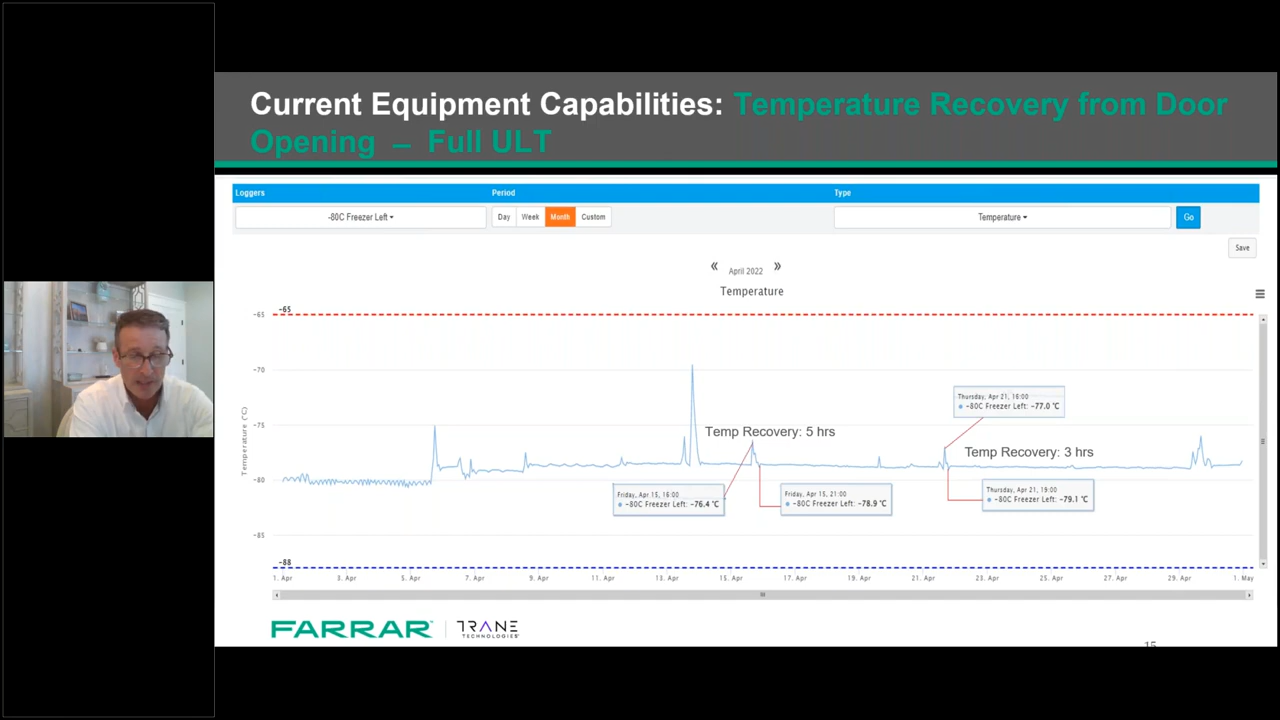 Current Equipment Capabilities: Temperature Recovery from Door
Opening – Full ULT
Loggers
Period
Type
-80C Freezer Left
Day Week Month Custom
Temperature
Go
Save
« April 2022 »
Temperature
Temperature (°C)
-65
-65
-70
-75
-80
-85
-88
Thursday, Apr 21, 16:00
-80C Freezer Left: -77.0 °C
Temp Recovery: 5 hrs
Temp Recovery: 3 hrs
Friday, Apr 15, 16:00
-80C Freezer Left: -76.4 °C
Friday, Apr 15, 21:00
-80C Freezer Left: -78.9 °C
Thursday, Apr 21, 19:00
-80C Freezer Left: -79.1 °C
1. Apr 3. Apr 5. Apr 7. Apr 9. Apr 11. Apr 13. Apr 15. Apr 17. Apr 19. Apr 21. Apr 23. Apr 25. Apr 27. Apr 29. Apr 1. May
FARRAR
TRANE
TECHNOLOGIES
15